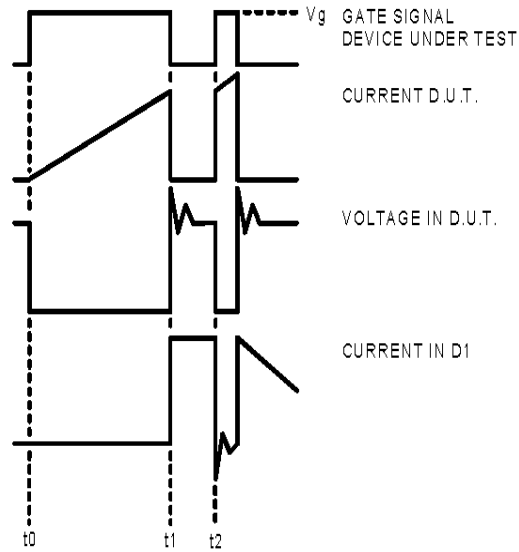 Vg GATE SIGNAL
DEVICE UNDER TEST
CURRENT D.U.T.
VOLTAGE IN D.U.T.
CURRENT IN D1
t0 t1 t2